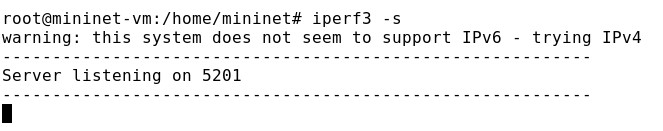 root@mininet-vm:/home/mininet# iperf3 -s
warning: this system does not seem to support IPv6 - trying IPv4
-----------------------------------------------------------
Server listening on 5201
-----------------------------------------------------------